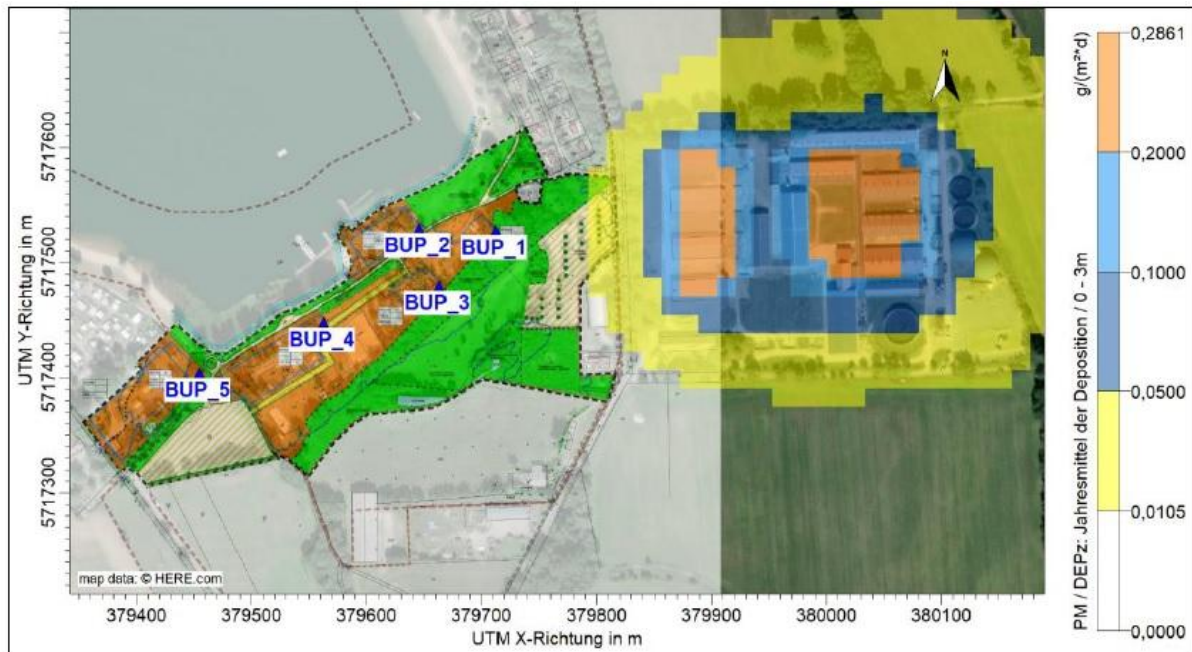 0,2861
g/(m²*d)
0,2000
0,1000
0,0500
0,0105
0,0000
PM / DEPz: Jahresmittel der Deposition / 0 - 3m
N
5717600
5717500
5717400
5717300
UTM Y-Richtung in m
BUP_2
BUP_1
BUP_3
BUP_4
BUP_5
map data: © HERE.com
379400 379500 379600 379700 379800 379900 380000 380100
UTM X-Richtung in m